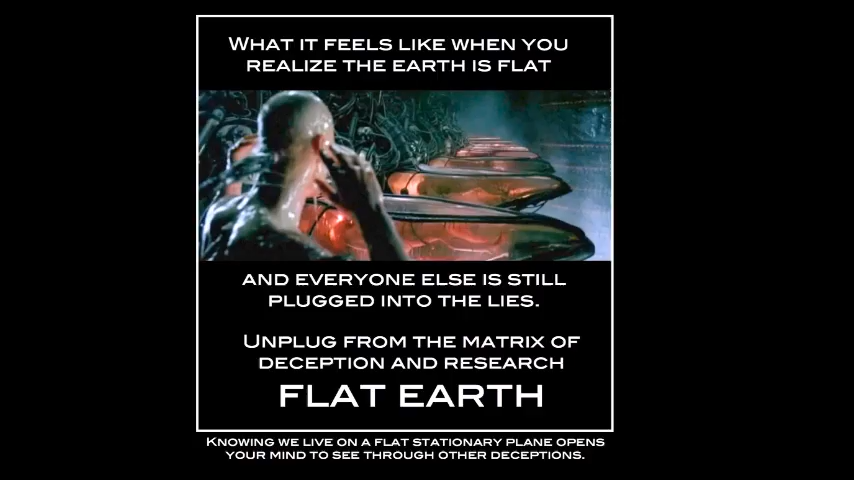 What it feels like when you
realize the earth is flat
and everyone else is still
plugged into the lies.
Unplug from the matrix of
deception and research
FLAT EARTH
Knowing we live on a flat stationary plane opens
your mind to see through other deceptions.